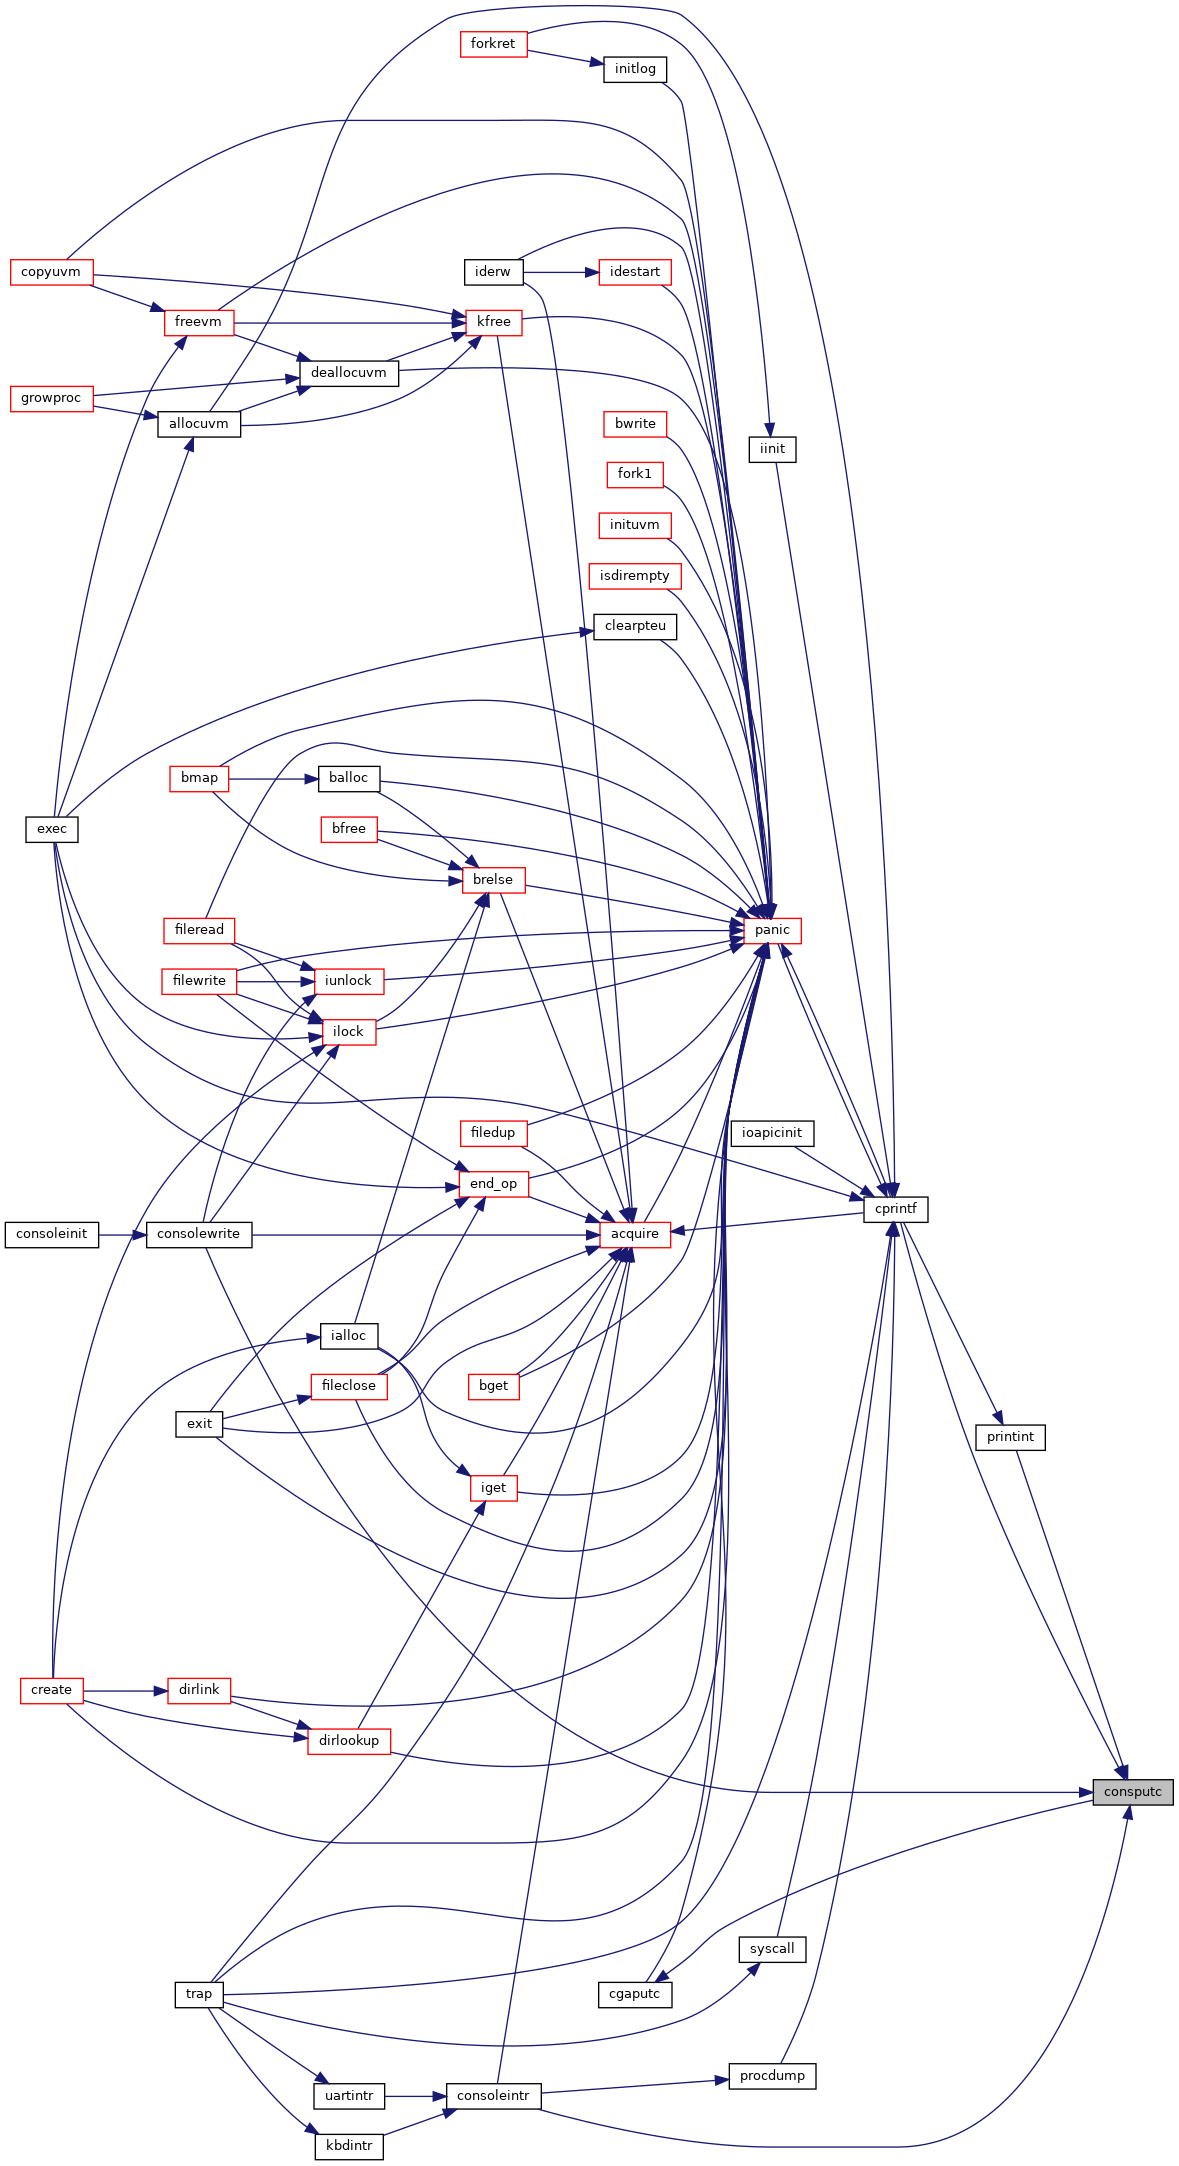 forkret
initlog
copyuvm
iderw
idestart
freevm
kfree
deallocuvm
growproc
allocuvm
bwrite
iinit
fork1
inituvm
isdirempty
clearpteu
bmap
balloc
exec
bfree
brelse
fileread
panic
filewrite
iunlock
ilock
filedup
ioapicinit
end_op
cprintf
consoleinit
consolewrite
acquire
ialloc
fileclose
bget
exit
printint
iget
create
dirlink
dirlookup
consputc
syscall
trap
cgaputc
procdump
uartintr
consoleintr
kbdintr